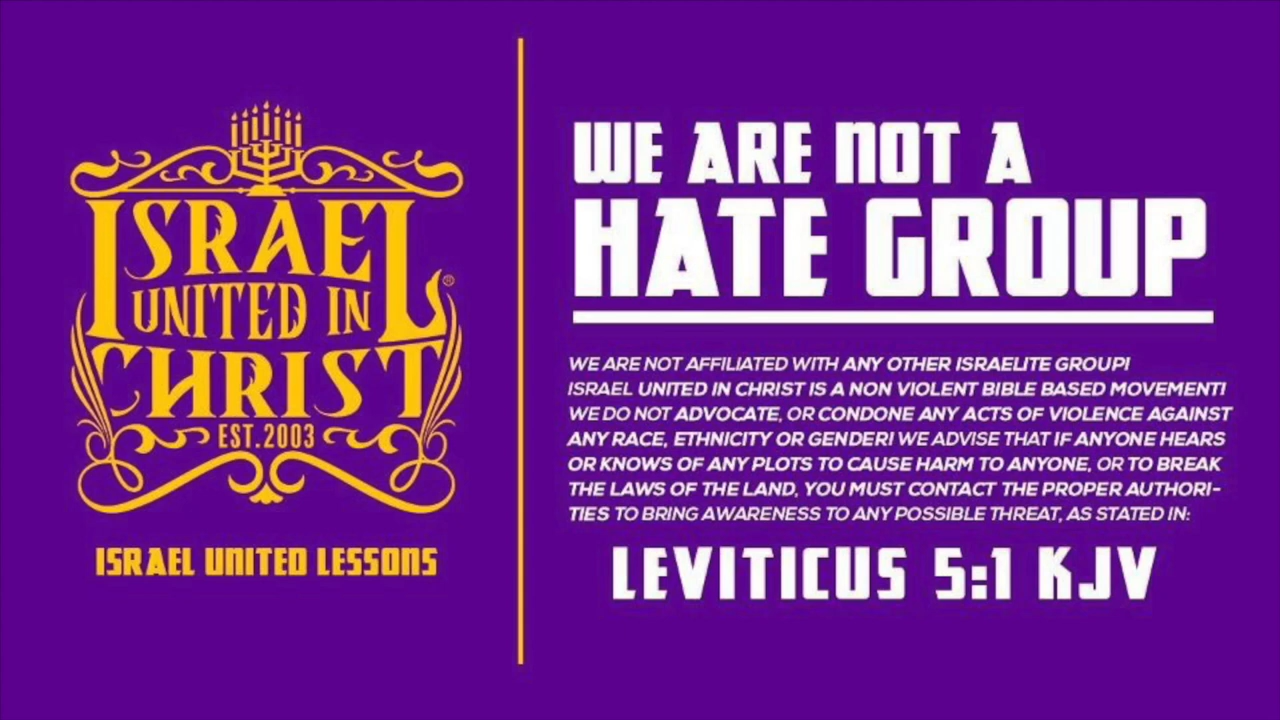 ISRAEL
UNITED IN
CHRIST®
EST. 2003
ISRAEL UNITED LESSONS
WE ARE NOT A
HATE GROUP
WE ARE NOT AFFILIATED WITH ANY OTHER ISRAELITE GROUP!
ISRAEL UNITED IN CHRIST IS A NON VIOLENT BIBLE BASED MOVEMENT!
WE DO NOT ADVOCATE, OR CONDONE ANY ACTS OF VIOLENCE AGAINST
ANY RACE, ETHNICITY OR GENDER! WE ADVISE THAT IF ANYONE HEARS
OR KNOWS OF ANY PLOTS TO CAUSE HARM TO ANYONE, OR TO BREAK
THE LAWS OF THE LAND, YOU MUST CONTACT THE PROPER AUTHORI-
TIES TO BRING AWARENESS TO ANY POSSIBLE THREAT, AS STATED IN:
LEVITICUS 5:1 KJV